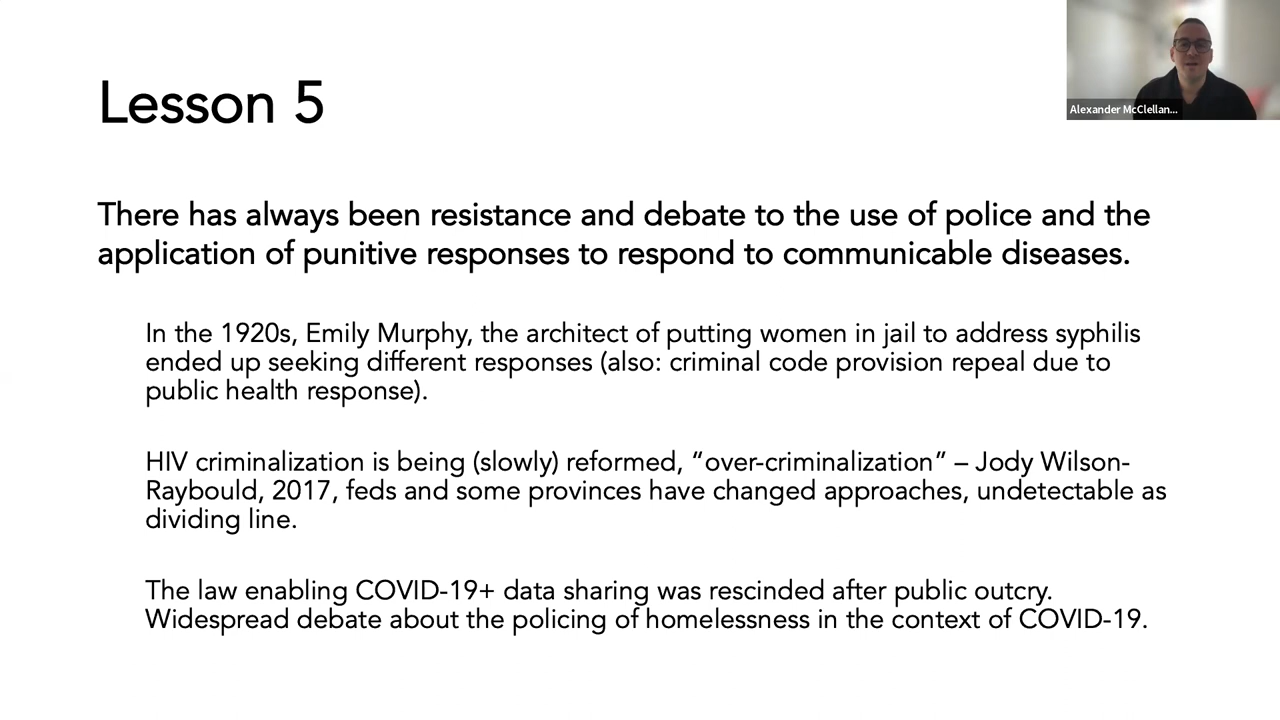 Lesson 5
Alexander McClellan...
There has always been resistance and debate to the use of police and the
application of punitive responses to respond to communicable diseases.
In the 1920s, Emily Murphy, the architect of putting women in jail to address syphilis
ended up seeking different responses (also: criminal code provision repeal due to
public health response).
HIV criminalization is being (slowly) reformed, “over-criminalization” – Jody Wilson-
Raybould, 2017, feds and some provinces have changed approaches, undetectable as
dividing line.
The law enabling COVID-19+ data sharing was rescinded after public outcry.
Widespread debate about the policing of homelessness in the context of COVID-19.